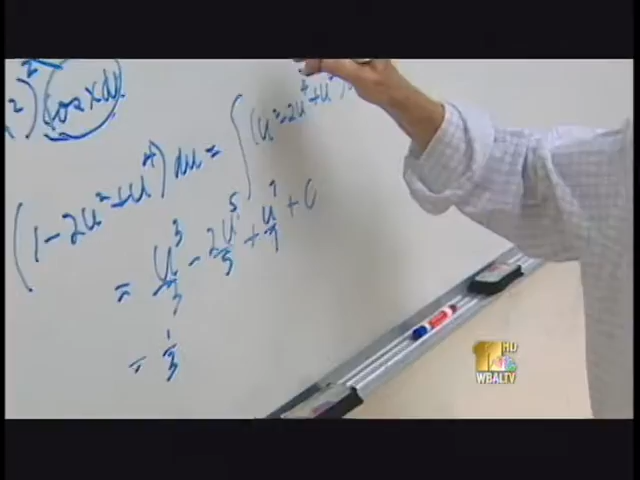 ²) cos x du
(1 - 2u² + u⁴) du = ∫(u² - 2u⁴ + u⁶)
= u³/3 - 2u⁵/5 + u⁷/7 + C
= 1/3
HD
11
WBALTV